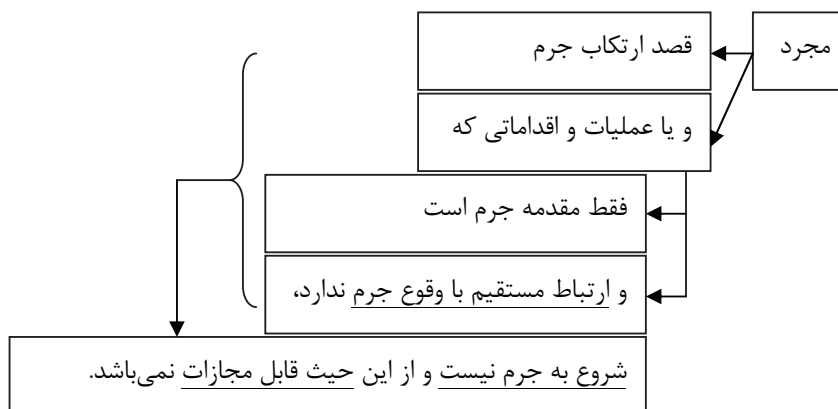 مجرد
قصد ارتکاب جرم
و یا عملیات و اقداماتی که
فقط مقدمه جرم است
و ارتباط مستقیم با وقوع جرم ندارد،
شروع به جرم نیست و از این حیث قابل مجازات نمی‌باشد.